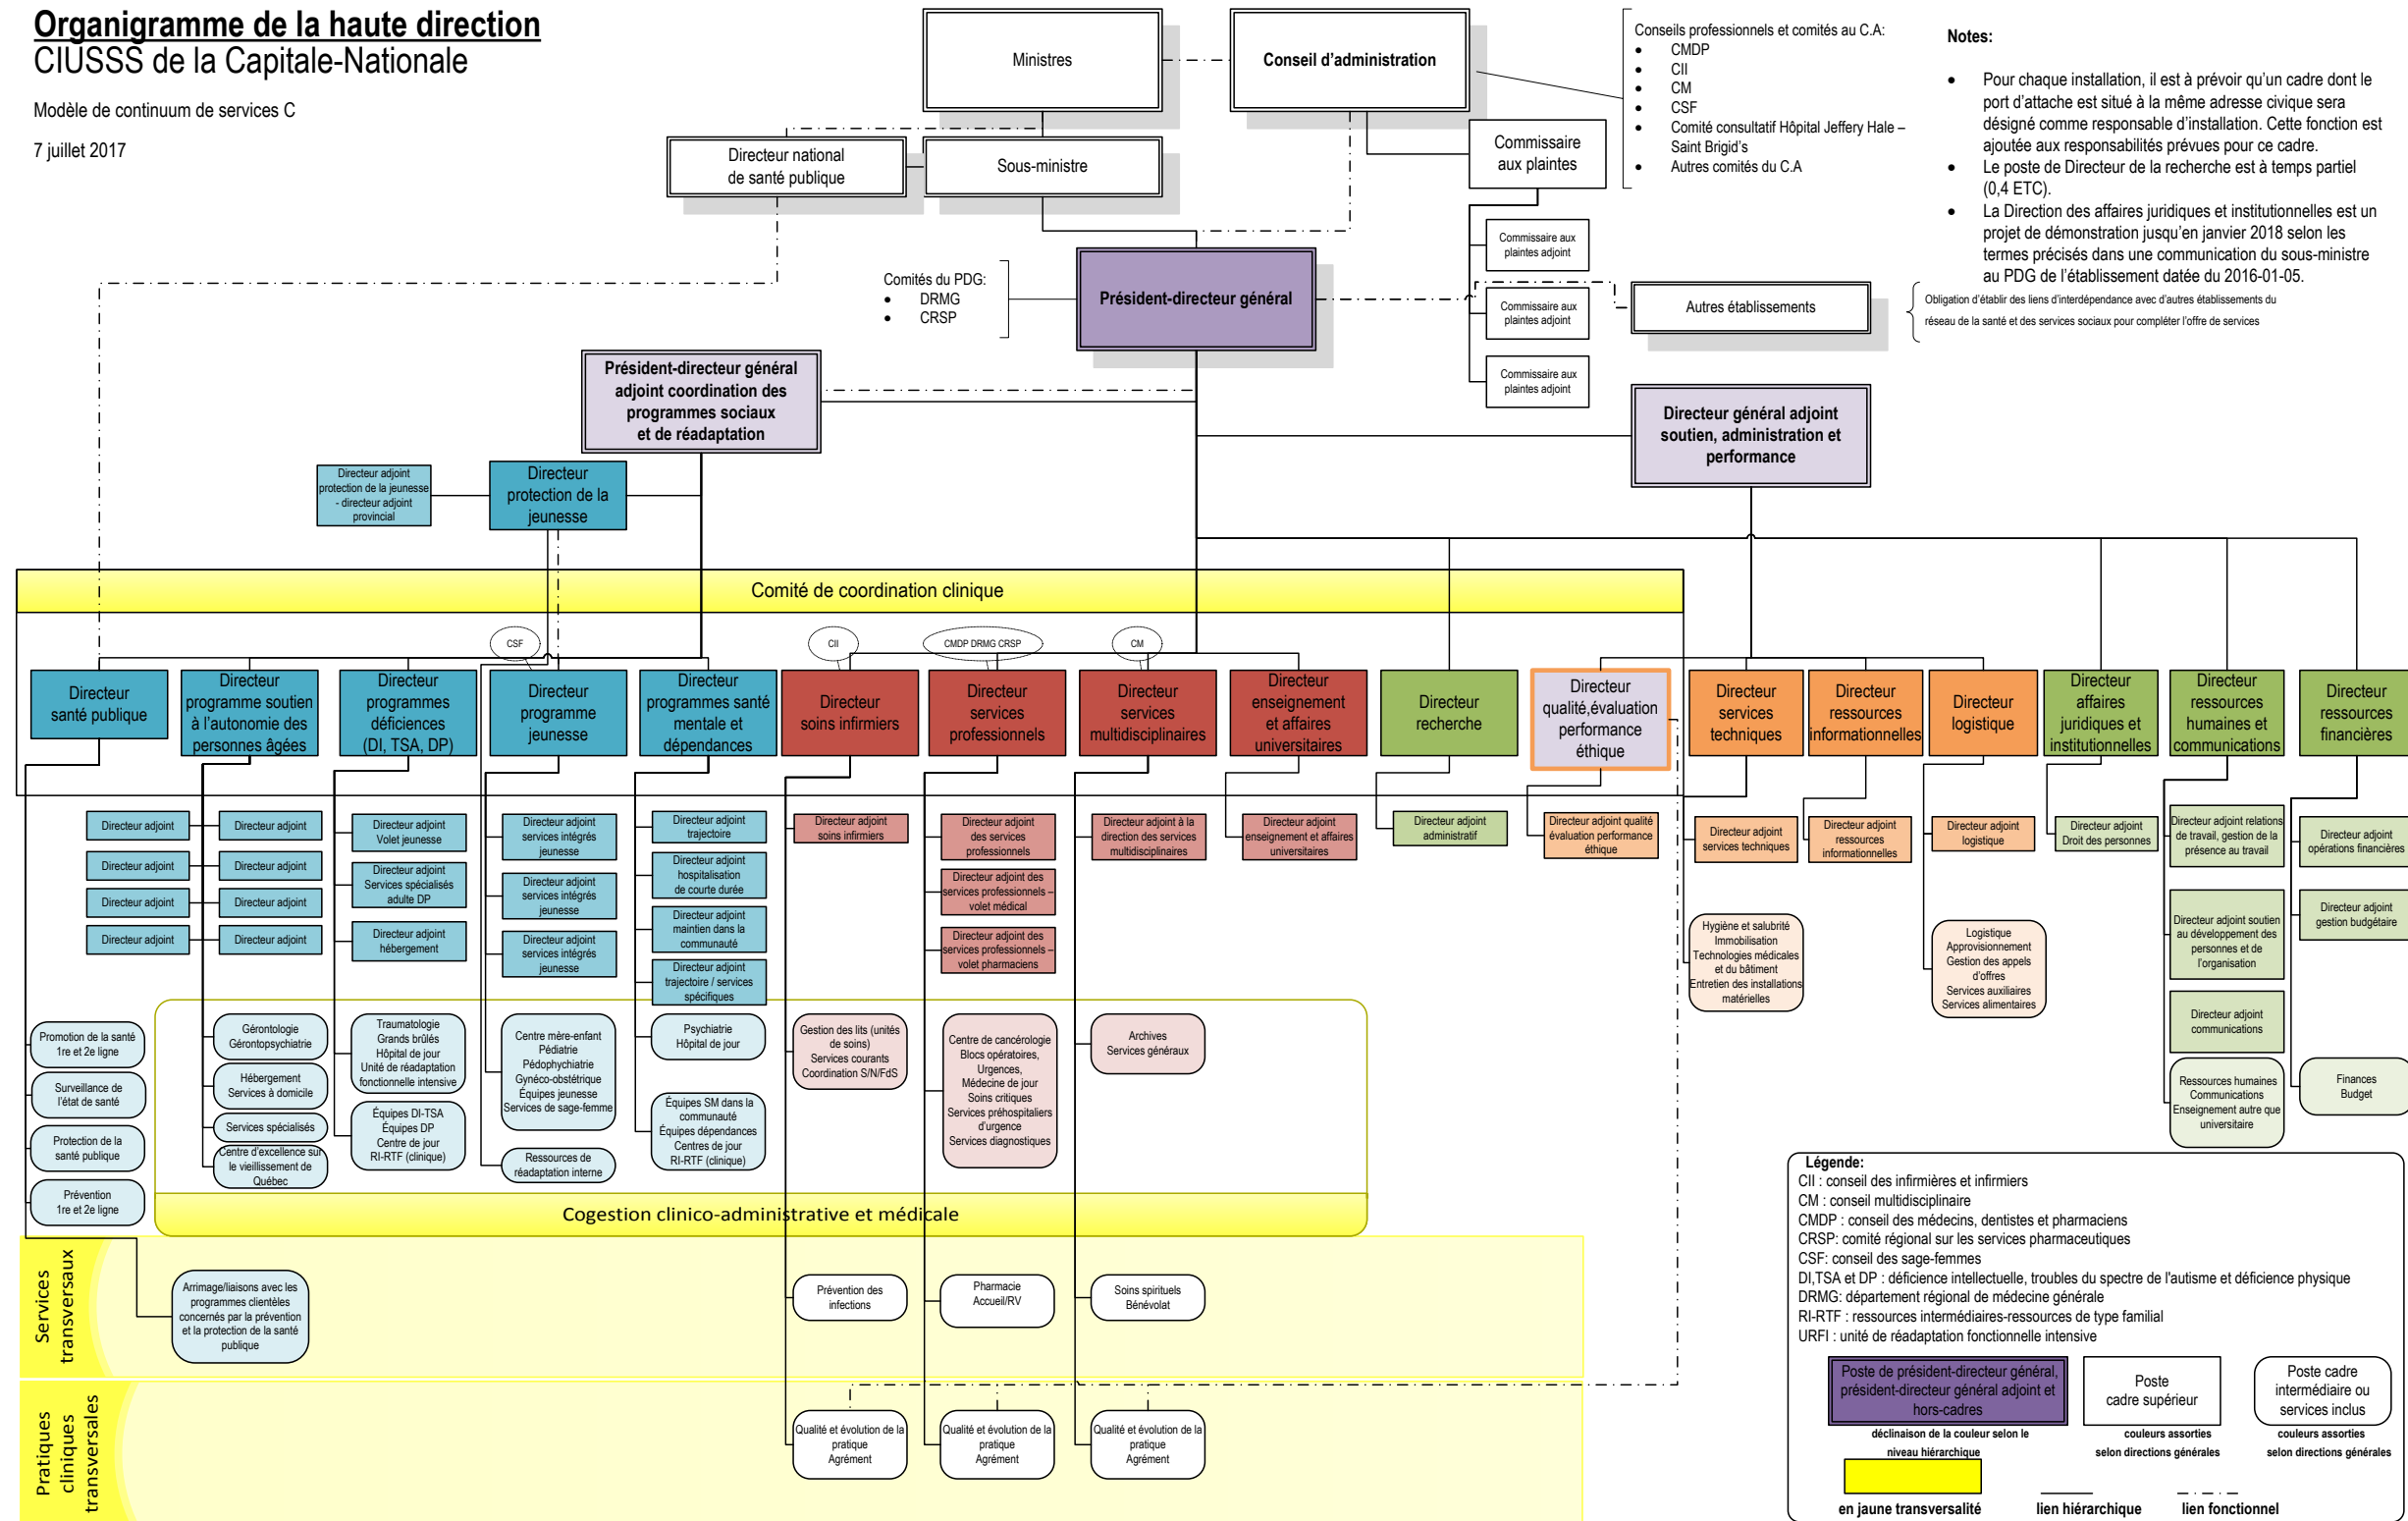 Organigramme de la haute direction
CIUSSS de la Capitale-Nationale
Modèle de continuum de services C
7 juillet 2017
Ministres
Conseil d'administration
Conseils professionnels et comités au C.A:
• CMDP
• CII
• CM
• CSF
• Comité consultatif Hôpital Jeffery Hale –
Saint Brigid's
• Autres comités du C.A
Notes:
• Pour chaque installation, il est à prévoir qu'un cadre dont le
port d'attache est situé à la même adresse civique sera
désigné comme responsable d'installation. Cette fonction est
ajoutée aux responsabilités prévues pour ce cadre.
• Le poste de Directeur de la recherche est à temps partiel
(0,4 ETC).
• La Direction des affaires juridiques et institutionnelles est un
projet de démonstration jusqu'en janvier 2018 selon les
termes précisés dans une communication du sous-ministre
au PDG de l'établissement datée du 2016-01-05.
Directeur national
de santé publique
Sous-ministre
Commissaire
aux plaintes
Commissaire aux
plaintes adjoint
Commissaire aux
plaintes adjoint
Commissaire aux
plaintes adjoint
Comités du PDG:
• DRMG
• CRSP
Président-directeur général
Autres établissements
Obligation d'établir des liens d'interdépendance avec d'autres établissements du
réseau de la santé et des services sociaux pour compléter l'offre de services
Président-directeur général
adjoint coordination des
programmes sociaux
et de réadaptation
Directeur général adjoint
soutien, administration et
performance
Directeur adjoint
protection de la jeunesse
- directeur adjoint
provincial
Directeur
protection de la
jeunesse
Comité de coordination clinique
CSF
CII
CMDP DRMG CRSP
CM
Directeur
santé publique
Directeur
programme soutien
à l'autonomie des
personnes âgées
Directeur
programmes
déficiences
(DI, TSA, DP)
Directeur
programme
jeunesse
Directeur
programmes santé
mentale et
dépendances
Directeur
soins infirmiers
Directeur
services
professionnels
Directeur
services
multidisciplinaires
Directeur
enseignement
et affaires
universitaires
Directeur
recherche
Directeur
qualité,évaluation
performance
éthique
Directeur
services
techniques
Directeur
ressources
informationnelles
Directeur
logistique
Directeur
affaires
juridiques et
institutionnelles
Directeur
ressources
humaines et
communications
Directeur
ressources
financières
Directeur adjoint
Directeur adjoint
Directeur adjoint
Directeur adjoint
Directeur adjoint
Directeur adjoint
Directeur adjoint
Directeur adjoint
Directeur adjoint
Volet jeunesse
Directeur adjoint
Services spécialisés
adulte DP
Directeur adjoint
hébergement
Directeur adjoint
services intégrés
jeunesse
Directeur adjoint
services intégrés
jeunesse
Directeur adjoint
services intégrés
jeunesse
Directeur adjoint
trajectoire
Directeur adjoint
hospitalisation
de courte durée
Directeur adjoint
maintien dans la
communauté
Directeur adjoint
trajectoire / services
spécifiques
Directeur adjoint
soins infirmiers
Directeur adjoint
des services
professionnels
Directeur adjoint des
services professionnels –
volet médical
Directeur adjoint des
services professionnels –
volet pharmaciens
Directeur adjoint à la
direction des services
multidisciplinaires
Directeur adjoint
enseignement et affaires
universitaires
Directeur adjoint
administratif
Directeur adjoint qualité
évaluation performance
éthique
Directeur adjoint
services techniques
Directeur adjoint
ressources
informationnelles
Directeur adjoint
logistique
Directeur adjoint
Droit des personnes
Directeur adjoint relations
de travail, gestion de la
présence au travail
Directeur adjoint soutien
au développement des
personnes et de
l'organisation
Directeur adjoint
communications
Directeur adjoint
opérations financières
Directeur adjoint
gestion budgétaire
Hygiène et salubrité
Immobilisation
Technologies médicales
et du bâtiment
Entretien des installations
matérielles
Logistique
Approvisionnement
Gestion des appels
d'offres
Services auxiliaires
Services alimentaires
Ressources humaines
Communications
Enseignement autre que
universitaire
Finances
Budget
Promotion de la santé
1re et 2e ligne
Surveillance de
l'état de santé
Protection de la
santé publique
Prévention
1re et 2e ligne
Gérontologie
Gérontopsychiatrie
Hébergement
Services à domicile
Services spécialisés
Centre d'excellence sur
le vieillissement de
Québec
Traumatologie
Grands brûlés
Hôpital de jour
Unité de réadaptation
fonctionnelle intensive
Équipes DI-TSA
Équipes DP
Centre de jour
RI-RTF (clinique)
Centre mère-enfant
Pédiatrie
Pédophychiatrie
Gynéco-obstétrique
Équipes jeunesse
Services de sage-femme
Ressources de
réadaptation interne
Psychiatrie
Hôpital de jour
Équipes SM dans la
communauté
Équipes dépendances
Centres de jour
RI-RTF (clinique)
Gestion des lits (unités
de soins)
Services courants
Coordination S/N/FdS
Centre de cancérologie
Blocs opératoires,
Urgences,
Médecine de jour
Soins critiques
Services préhospitaliers
d'urgence
Services diagnostiques
Archives
Services généraux
Cogestion clinico-administrative et médicale
Services
transversaux
Arrimage/liaisons avec les
programmes clientèles
concernés par la prévention
et la protection de la santé
publique
Prévention des
infections
Pharmacie
Accueil/RV
Soins spirituels
Bénévolat
Pratiques
cliniques
transversales
Qualité et évolution de la
pratique
Agrément
Qualité et évolution de la
pratique
Agrément
Qualité et évolution de la
pratique
Agrément
Légende:
CII : conseil des infirmières et infirmiers
CM : conseil multidisciplinaire
CMDP : conseil des médecins, dentistes et pharmaciens
CRSP: comité régional sur les services pharmaceutiques
CSF: conseil des sage-femmes
DI,TSA et DP : déficience intellectuelle, troubles du spectre de l'autisme et déficience physique
DRMG: département régional de médecine générale
RI-RTF : ressources intermédiaires-ressources de type familial
URFI : unité de réadaptation fonctionnelle intensive
Poste de président-directeur général,
président-directeur général adjoint et
hors-cadres
déclinaison de la couleur selon le
niveau hiérarchique
Poste
cadre supérieur
couleurs assorties
selon directions générales
Poste cadre
intermédiaire ou
services inclus
couleurs assorties
selon directions générales
en jaune transversalité
lien hiérarchique
lien fonctionnel